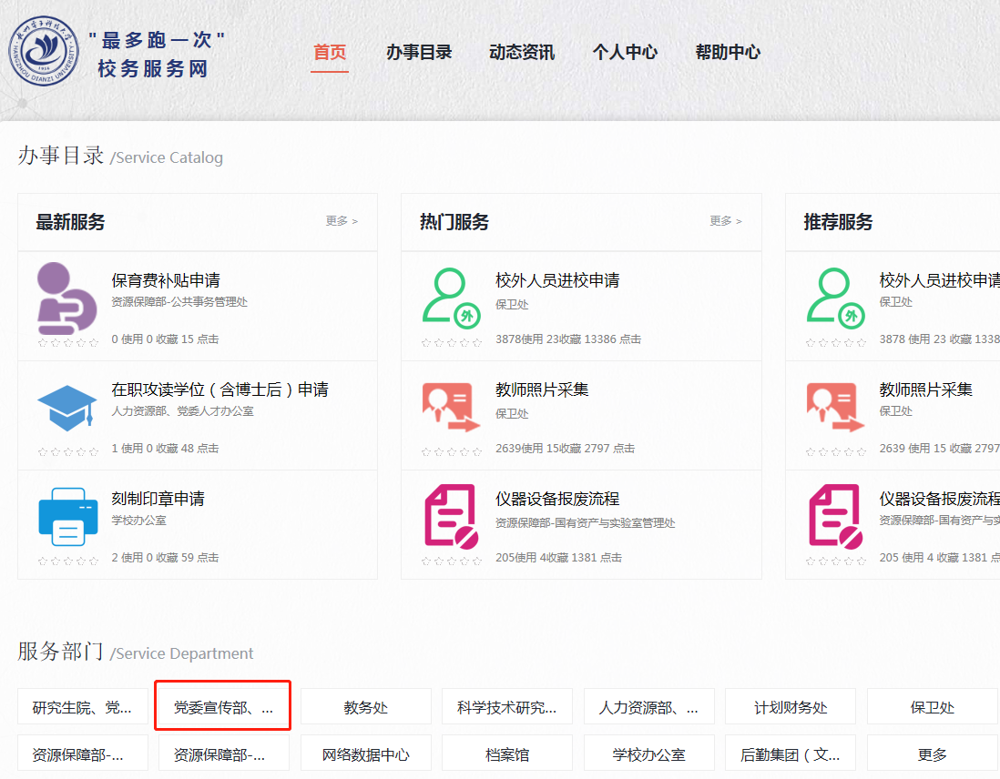 杭州电子科技大学
HANGZHOU DIANZI UNIVERSITY
1956
"最多跑一次"
校务服务网
首页 办事目录 动态资讯 个人中心 帮助中心
办事目录 /Service Catalog
最新服务 更多 >
保育费补贴申请
资源保障部-公共事务管理处
0 使用 0 收藏 15 点击
在职攻读学位（含博士后）申请
人力资源部、党委人才办公室
1 使用 0 收藏 48 点击
刻制印章申请
学校办公室
2 使用 0 收藏 59 点击
热门服务 更多 >
外
校外人员进校申请
保卫处
3878使用 23收藏 13386 点击
教师照片采集
保卫处
2639使用 15收藏 2797 点击
仪器设备报废流程
资源保障部-国有资产与实验室管理处
205使用 4收藏 1381 点击
推荐服务
外
校外人员进校申请
保卫处
3878 使用 23 收藏 1338
教师照片采集
保卫处
2639 使用 15 收藏 2797
仪器设备报废流程
资源保障部-国有资产与实
205 使用 4 收藏 1381 点
服务部门 /Service Department
研究生院、党... 党委宣传部、... 教务处 科学技术研究... 人力资源部、... 计划财务处 保卫处
资源保障部-... 资源保障部-... 网络数据中心 档案馆 学校办公室 后勤集团（文... 更多